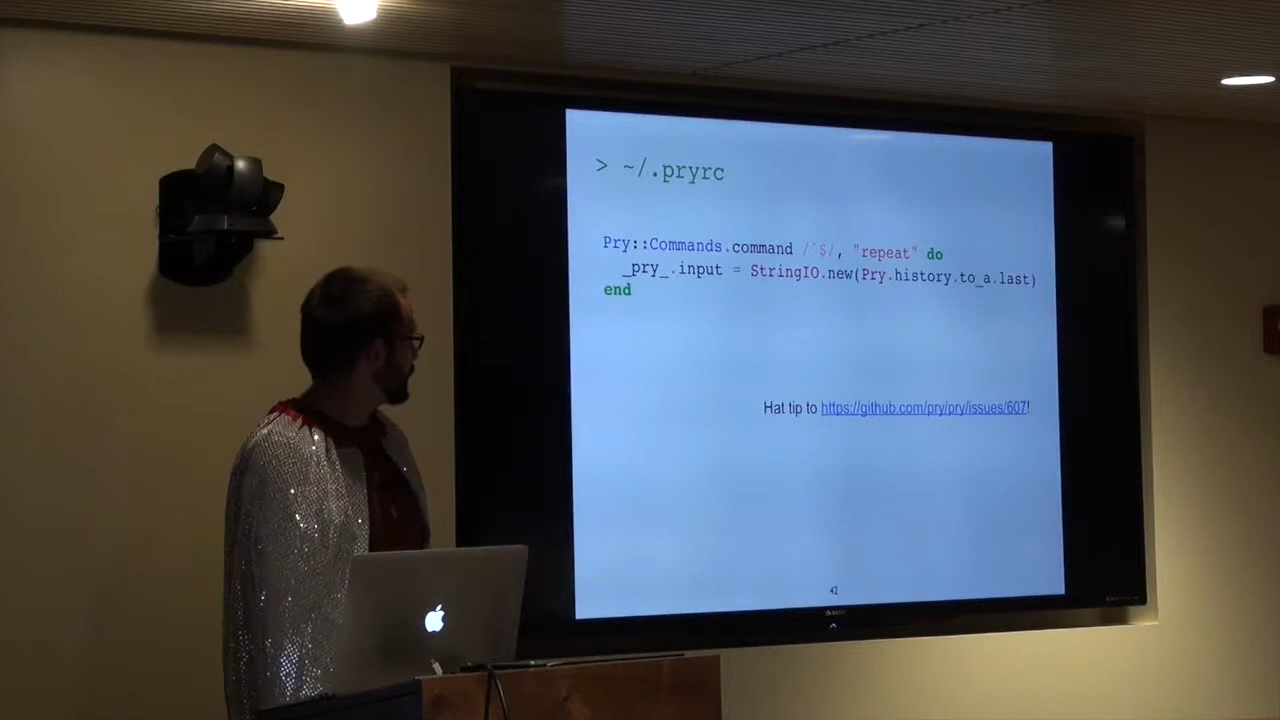 > ~/.pryrc
Pry::Commands.command /^$/, "repeat" do
_pry_.input = StringIO.new(Pry.history.to_a.last)
end
Hat tip to https://github.com/pry/pry/issues/607!
42